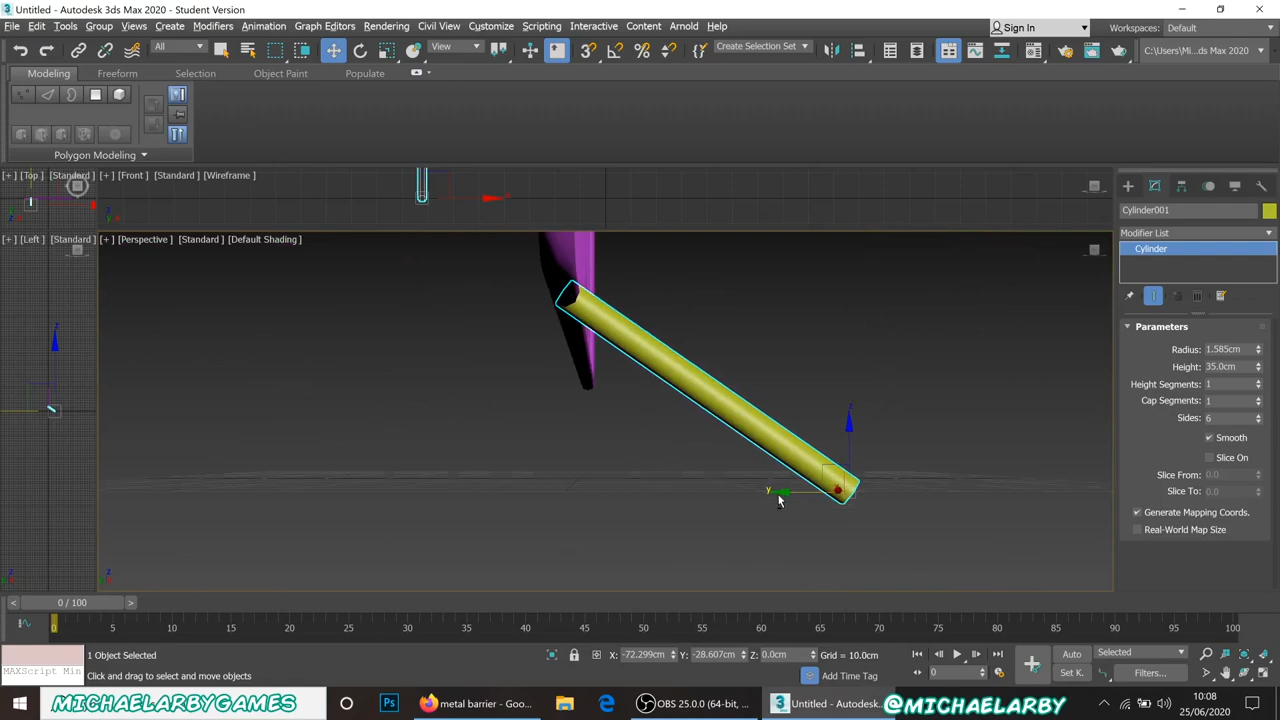 Untitled - Autodesk 3ds Max 2020 - Student Version
File Edit Tools Group Views Create Modifiers Animation Graph Editors Rendering Civil View Customize Scripting Interactive Content Arnold Help
Sign In Workspaces: Default
All View Create Selection Set C:\Users\Mi...ds Max 2020
Modeling Freeform Selection Object Paint Populate
Polygon Modeling
[+] [Top] [Standard] [+] [Front] [Standard] [Wireframe]
[+] [Left] [Standard] [+] [Perspective] [Standard] [Default Shading]
Cylinder001
Modifier List
Cylinder
Parameters
Radius: 1.585cm
Height: 35.0cm
Height Segments: 1
Cap Segments: 1
Sides: 6
Smooth
Slice On
Slice From: 0.0
Slice To: 0.0
Generate Mapping Coords.
Real-World Map Size
z
y
z
z
0 / 100
0 5 10 15 20 25 30 35 40 45 50 55 60 65 70 75 80 85 90 95 100
MAXScript Min
1 Object Selected
Click and drag to select and move objects
X: -72.299cm Y: -28.607cm Z: 0.0cm Grid = 10.0cm
Add Time Tag
0
Auto Selected
Set K. Filters...
MICHAELARBYGAMES
metal barrier - Goo...
OBS 25.0.0 (64-bit, ...
Untitled - Autodesk...
@MICHAELARBY
10:08
25/06/2020